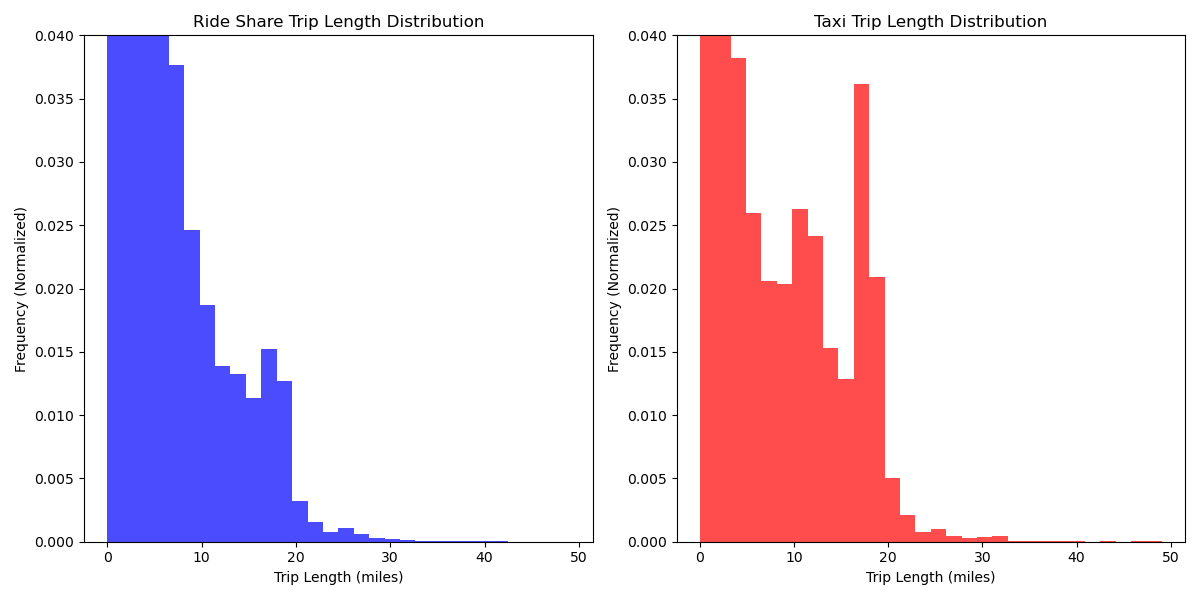 Ride Share Trip Length Distribution
0.040
0.035
0.030
0.025
0.020
0.015
0.010
0.005
0.000
Frequency (Normalized)
0 10 20 30 40 50
Trip Length (miles)
Taxi Trip Length Distribution
0.040
0.035
0.030
0.025
0.020
0.015
0.010
0.005
0.000
Frequency (Normalized)
0 10 20 30 40 50
Trip Length (miles)